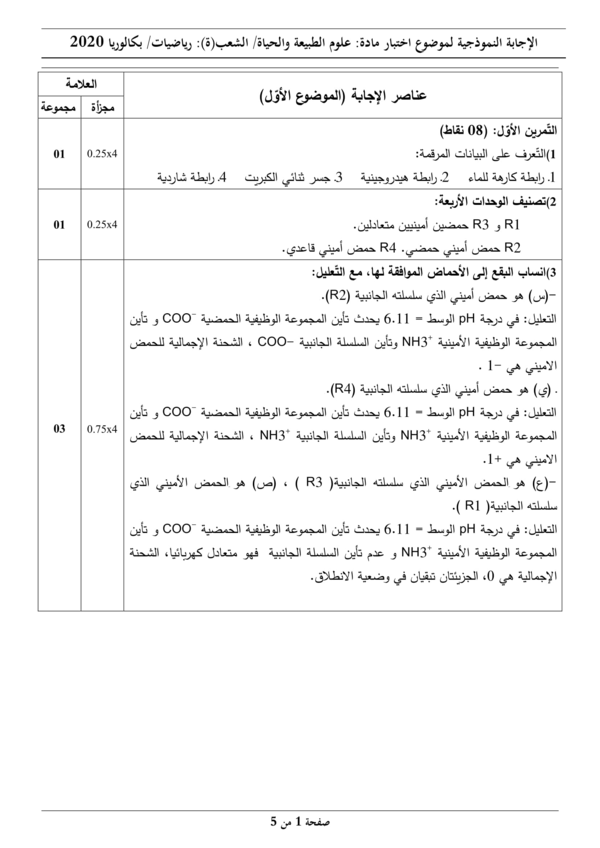 الإجابة النموذجية لموضوع اختبار مادة: علوم الطبيعة والحياة/ الشعب(ة): رياضيات/ بكالوريا 2020
عناصر الإجابة (الموضوع الأوّل)
العلامة
مجزأة
مجموعة
التّمرين الأوّل: (08 نقاط)
1)التّعرف على البيانات المرقمة:
1. رابطة كارهة للماء 2. رابطة هيدروجينية 3. جسر ثنائي الكبريت 4. رابطة شاردية
0.25x4
01
2)تصنيف الوحدات الأربعة:
R1 و R3 حمضين أمينيين متعادلين.
R2 حمض أميني حمضي. R4 حمض أميني قاعدي.
0.25x4
01
3)انساب البقع إلى الأحماض الموافقة لها، مع التّعليل:
-(س) هو حمض أميني الذي سلسلته الجانبية (R2).
التعليل: في درجة pH الوسط = 6.11 يحدث تأين المجموعة الوظيفية الحمضية COO⁻ و تأين
المجموعة الوظيفية الأمينية NH3⁺ وتأين السلسلة الجانبية COO– ، الشحنة الإجمالية للحمض
الاميني هي -1 .
. (ي) هو حمض أميني الذي سلسلته الجانبية (R4).
التعليل: في درجة pH الوسط = 6.11 يحدث تأين المجموعة الوظيفية الحمضية COO⁻ و تأين
المجموعة الوظيفية الأمينية NH3⁺ وتأين السلسلة الجانبية NH3⁺ ، الشحنة الإجمالية للحمض
الاميني هي +1.
-(ع) هو الحمض الأميني الذي سلسلته الجانبية( R3 ) ، (ص) هو الحمض الأميني الذي
سلسلته الجانبية( R1 ).
التعليل: في درجة pH الوسط = 6.11 يحدث تأين المجموعة الوظيفية الحمضية COO⁻ و تأين
المجموعة الوظيفية الأمينية NH3⁺ و عدم تأين السلسلة الجانبية فهو متعادل كهربائيا، الشحنة
الإجمالية هي 0، الجزيئتان تبقيان في وضعية الانطلاق.
0.75x4
03
صفحة 1 من 5